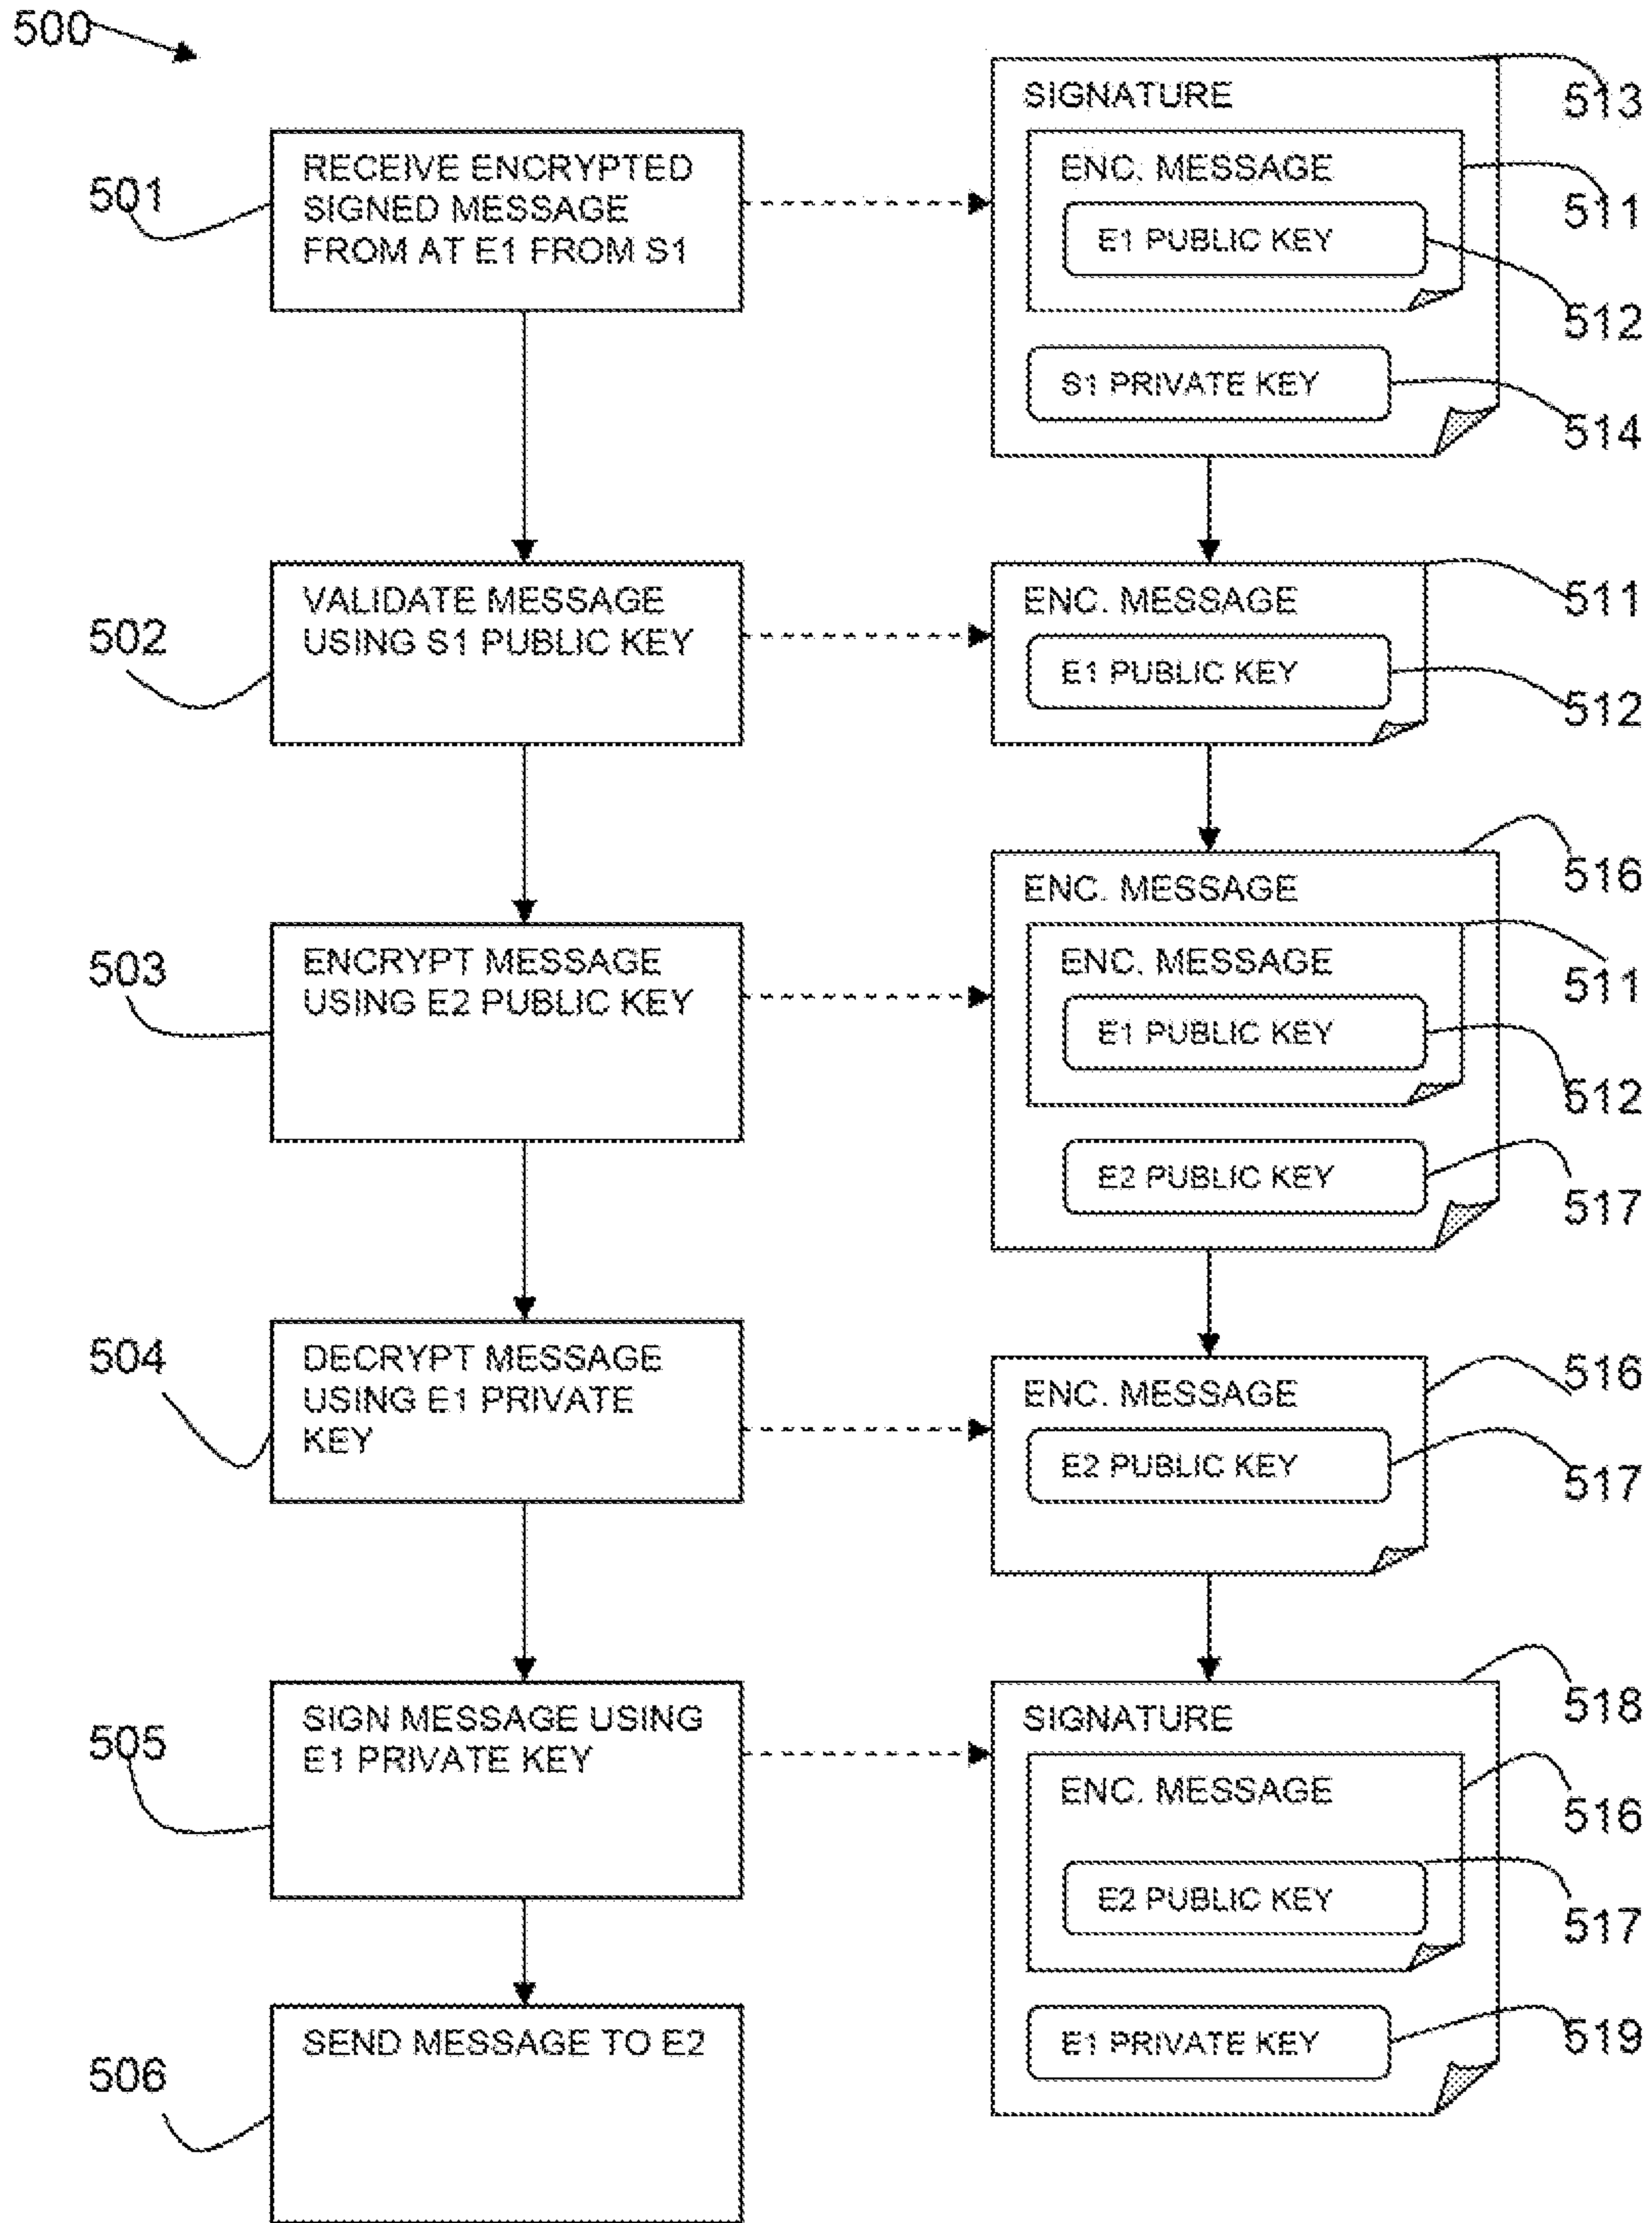 500
501
RECEIVE ENCRYPTED
SIGNED MESSAGE
FROM AT E1 FROM S1
SIGNATURE
513
ENC. MESSAGE
511
E1 PUBLIC KEY
512
S1 PRIVATE KEY
514
502
VALIDATE MESSAGE
USING S1 PUBLIC KEY
ENC. MESSAGE
511
E1 PUBLIC KEY
512
503
ENCRYPT MESSAGE
USING E2 PUBLIC KEY
ENC. MESSAGE
516
ENC. MESSAGE
511
E1 PUBLIC KEY
512
E2 PUBLIC KEY
517
504
DECRYPT MESSAGE
USING E1 PRIVATE
KEY
ENC. MESSAGE
516
E2 PUBLIC KEY
517
505
SIGN MESSAGE USING
E1 PRIVATE KEY
SIGNATURE
518
ENC. MESSAGE
516
E2 PUBLIC KEY
517
E1 PRIVATE KEY
519
506
SEND MESSAGE TO E2